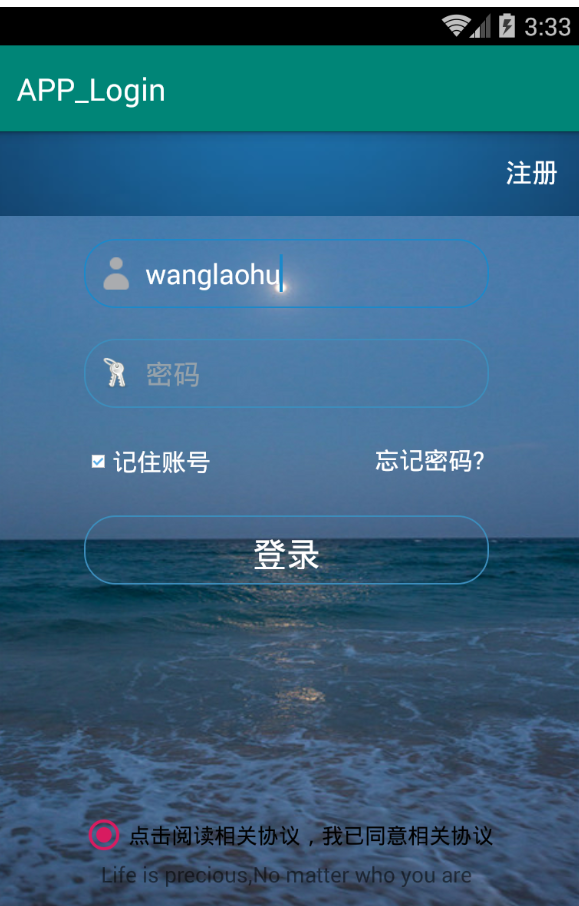 3:33
APP_Login
注册
wanglaohu
密码
记住账号 忘记密码?
登录
点击阅读相关协议，我已同意相关协议
Life is precious,No matter who you are